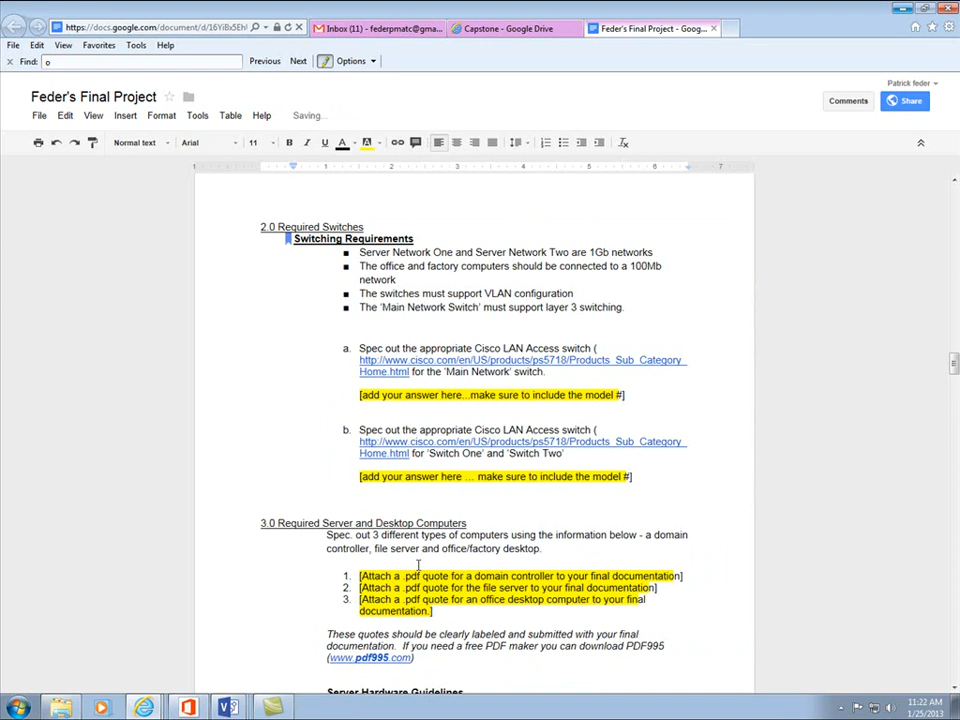 https://docs.google.com/document/d/16YiBx5EH
Inbox (11) - federpmatc@gma...
Capstone - Google Drive
Feder's Final Project - Goog...
File Edit View Favorites Tools Help
Find: o Previous Next Options
Feder's Final Project
Patrick feder
Comments Share
File Edit View Insert Format Tools Table Help Saving...
Normal text Arial 11 B I U A A
1 1 2 3 4 5 6 7
2.0 Required Switches
Switching Requirements
■ Server Network One and Server Network Two are 1Gb networks
■ The office and factory computers should be connected to a 100Mb
network
■ The switches must support VLAN configuration
■ The 'Main Network Switch' must support layer 3 switching.
a. Spec out the appropriate Cisco LAN Access switch (
http://www.cisco.com/en/US/products/ps5718/Products_Sub_Category_
Home.html for the 'Main Network' switch.
[add your answer here...make sure to include the model #]
b. Spec out the appropriate Cisco LAN Access switch (
http://www.cisco.com/en/US/products/ps5718/Products_Sub_Category_
Home.html for 'Switch One' and 'Switch Two'
[add your answer here ... make sure to include the model #]
3.0 Required Server and Desktop Computers
Spec. out 3 different types of computers using the information below - a domain
controller, file server and office/factory desktop.
1. [Attach a .pdf quote for a domain controller to your final documentation]
2. [Attach a .pdf quote for the file server to your final documentation]
3. [Attach a .pdf quote for an office desktop computer to your final
documentation.]
These quotes should be clearly labeled and submitted with your final
documentation. If you need a free PDF maker you can download PDF995
(www.pdf995.com)
Server Hardware Guidelines
11:22 AM
1/25/2013